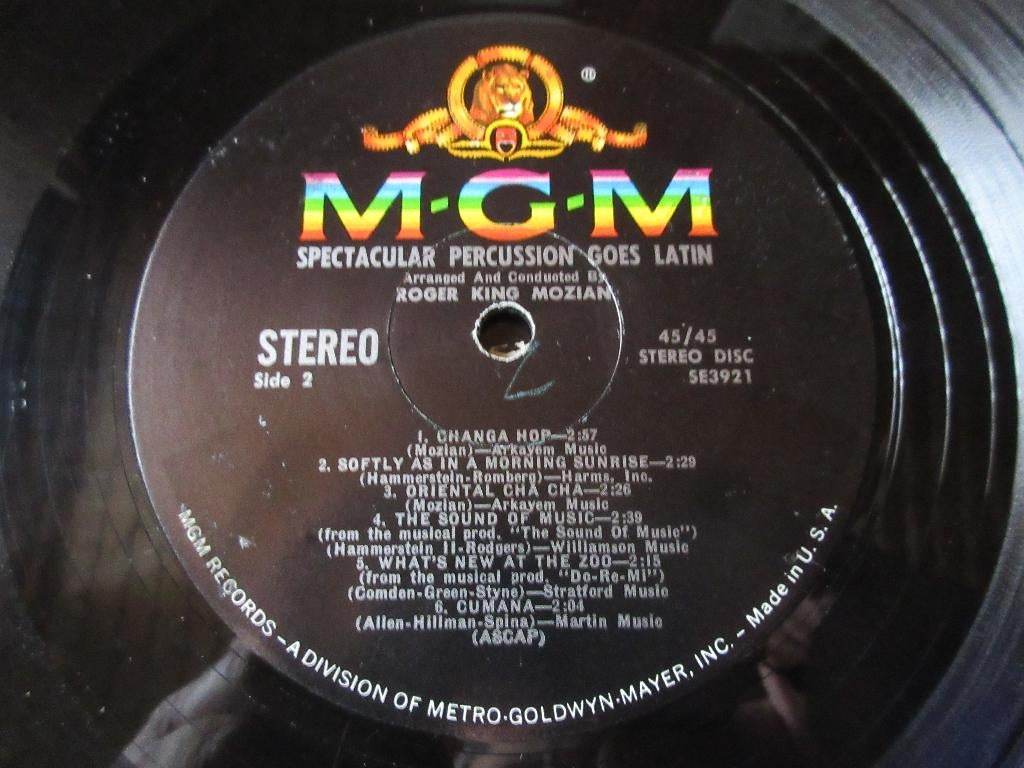 ®
M·G·M
SPECTACULAR PERCUSSION GOES LATIN
Arranged And Conducted By
ROGER KING MOZIAN
STEREO
Side 2
45/45
STEREO DISC
SE3921
2
1. CHANGA HOP—2:57
(Mozian)—Arkayem Music
2. SOFTLY AS IN A MORNING SUNRISE—2:29
(Hammerstein-Romberg)—Harms, Inc.
3. ORIENTAL CHA CHA—2:26
(Mozian)—Arkayem Music
4. THE SOUND OF MUSIC—2:39
(from the musical prod. "The Sound Of Music")
(Hammerstein II-Rodgers)—Williamson Music
5. WHAT'S NEW AT THE ZOO—2:15
(from the musical prod. "Do-Re-Mi")
(Comden-Green-Styne)—Stratford Music
6. CUMANA—2:04
(Allen-Hillman-Spina)—Martin Music
(ASCAP)
MGM RECORDS – A DIVISION OF METRO-GOLDWYN-MAYER, INC. – Made in U. S. A.